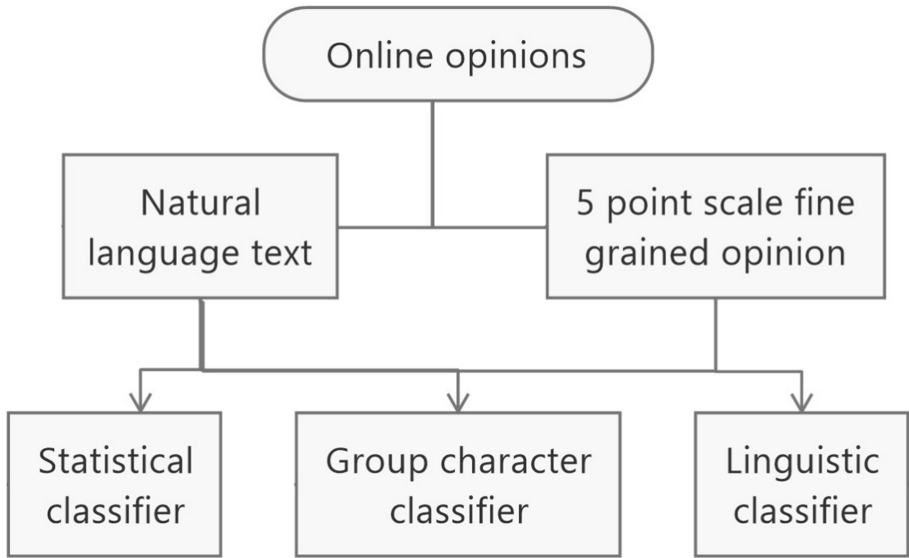 Online opinions
Natural
language text
5 point scale fine
grained opinion
Statistical
classifier
Group character
classifier
Linguistic
classifier